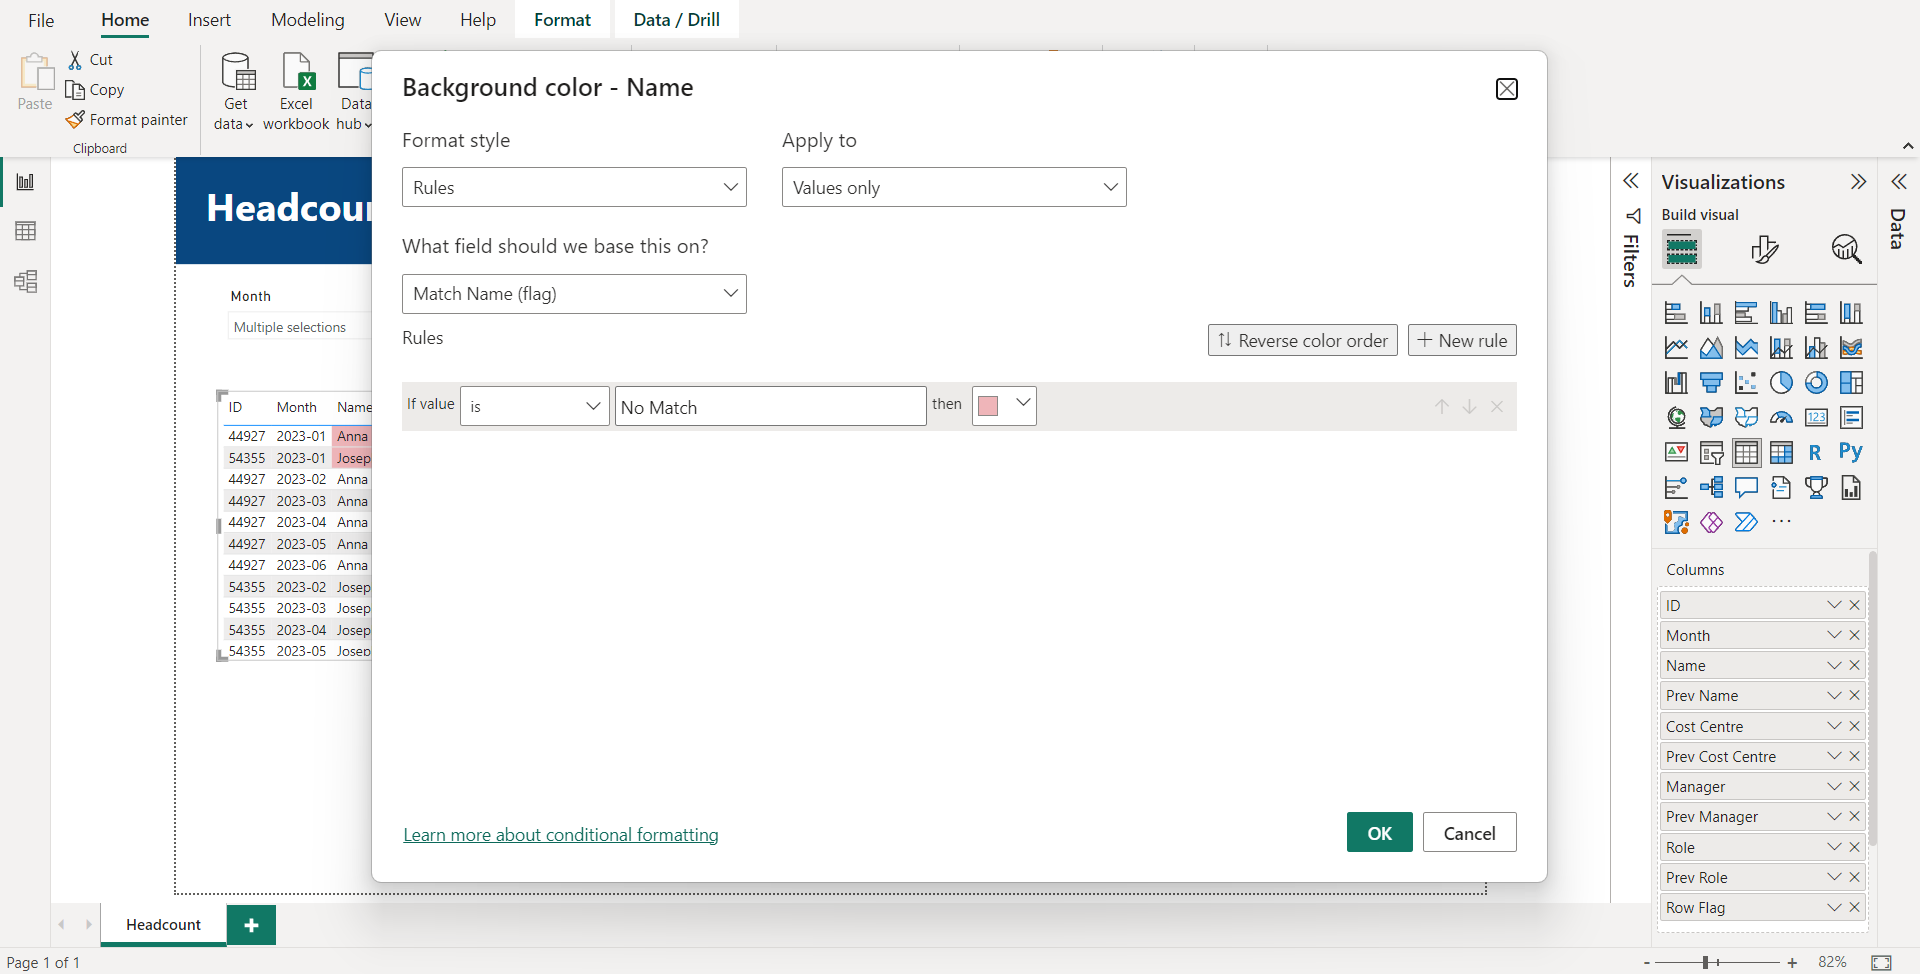 File Home Insert Modeling View Help Format Data / Drill
Paste
Cut
Copy
Format painter
Clipboard
Get data
Excel workbook
Data hub
Headcou
Month
Multiple selections
ID Month Name
44927 2023-01 Anna
54355 2023-01 Josep
44927 2023-02 Anna
44927 2023-03 Anna
44927 2023-04 Anna
44927 2023-05 Anna
44927 2023-06 Anna
54355 2023-02 Josep
54355 2023-03 Josep
54355 2023-04 Josep
54355 2023-05 Josep
Background color - Name
Format style
Apply to
Rules
Values only
What field should we base this on?
Match Name (flag)
Rules
Reverse color order
New rule
If value is No Match then
Learn more about conditional formatting
OK
Cancel
Filters
Visualizations
Build visual
123
R
Py
...
Columns
ID
Month
Name
Prev Name
Cost Centre
Prev Cost Centre
Manager
Prev Manager
Role
Prev Role
Row Flag
Data
Headcount
+
Page 1 of 1
- + 82%